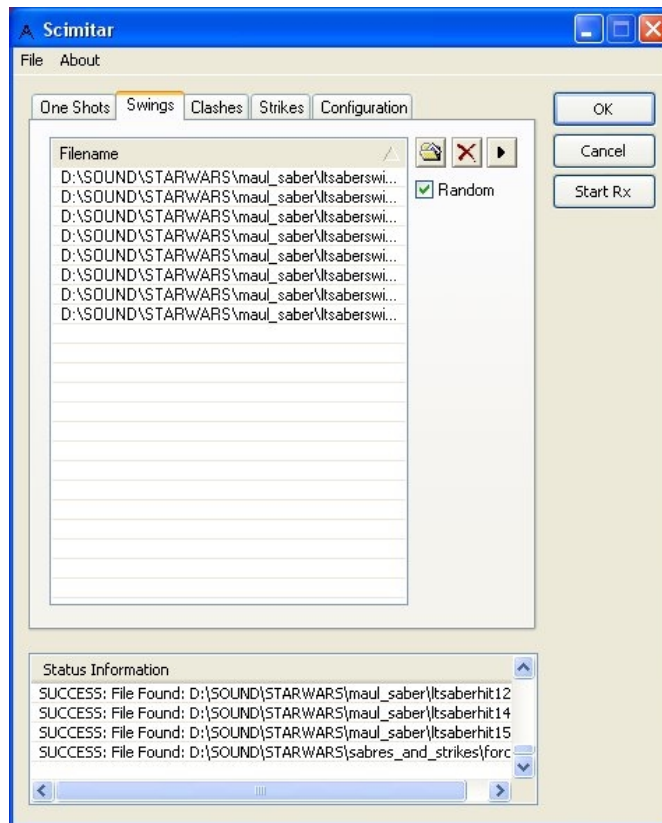 Scimitar
File About
One Shots Swings Clashes Strikes Configuration
OK
Cancel
Start Rx
Filename
D:\SOUND\STARWARS\maul_saber\ltsaberswi...
D:\SOUND\STARWARS\maul_saber\ltsaberswi...
D:\SOUND\STARWARS\maul_saber\ltsaberswi...
D:\SOUND\STARWARS\maul_saber\ltsaberswi...
D:\SOUND\STARWARS\maul_saber\ltsaberswi...
D:\SOUND\STARWARS\maul_saber\ltsaberswi...
D:\SOUND\STARWARS\maul_saber\ltsaberswi...
D:\SOUND\STARWARS\maul_saber\ltsaberswi...
Random
Status Information
SUCCESS: File Found: D:\SOUND\STARWARS\maul_saber\ltsaberhit12
SUCCESS: File Found: D:\SOUND\STARWARS\maul_saber\ltsaberhit14
SUCCESS: File Found: D:\SOUND\STARWARS\maul_saber\ltsaberhit15
SUCCESS: File Found: D:\SOUND\STARWARS\sabres_and_strikes\forc